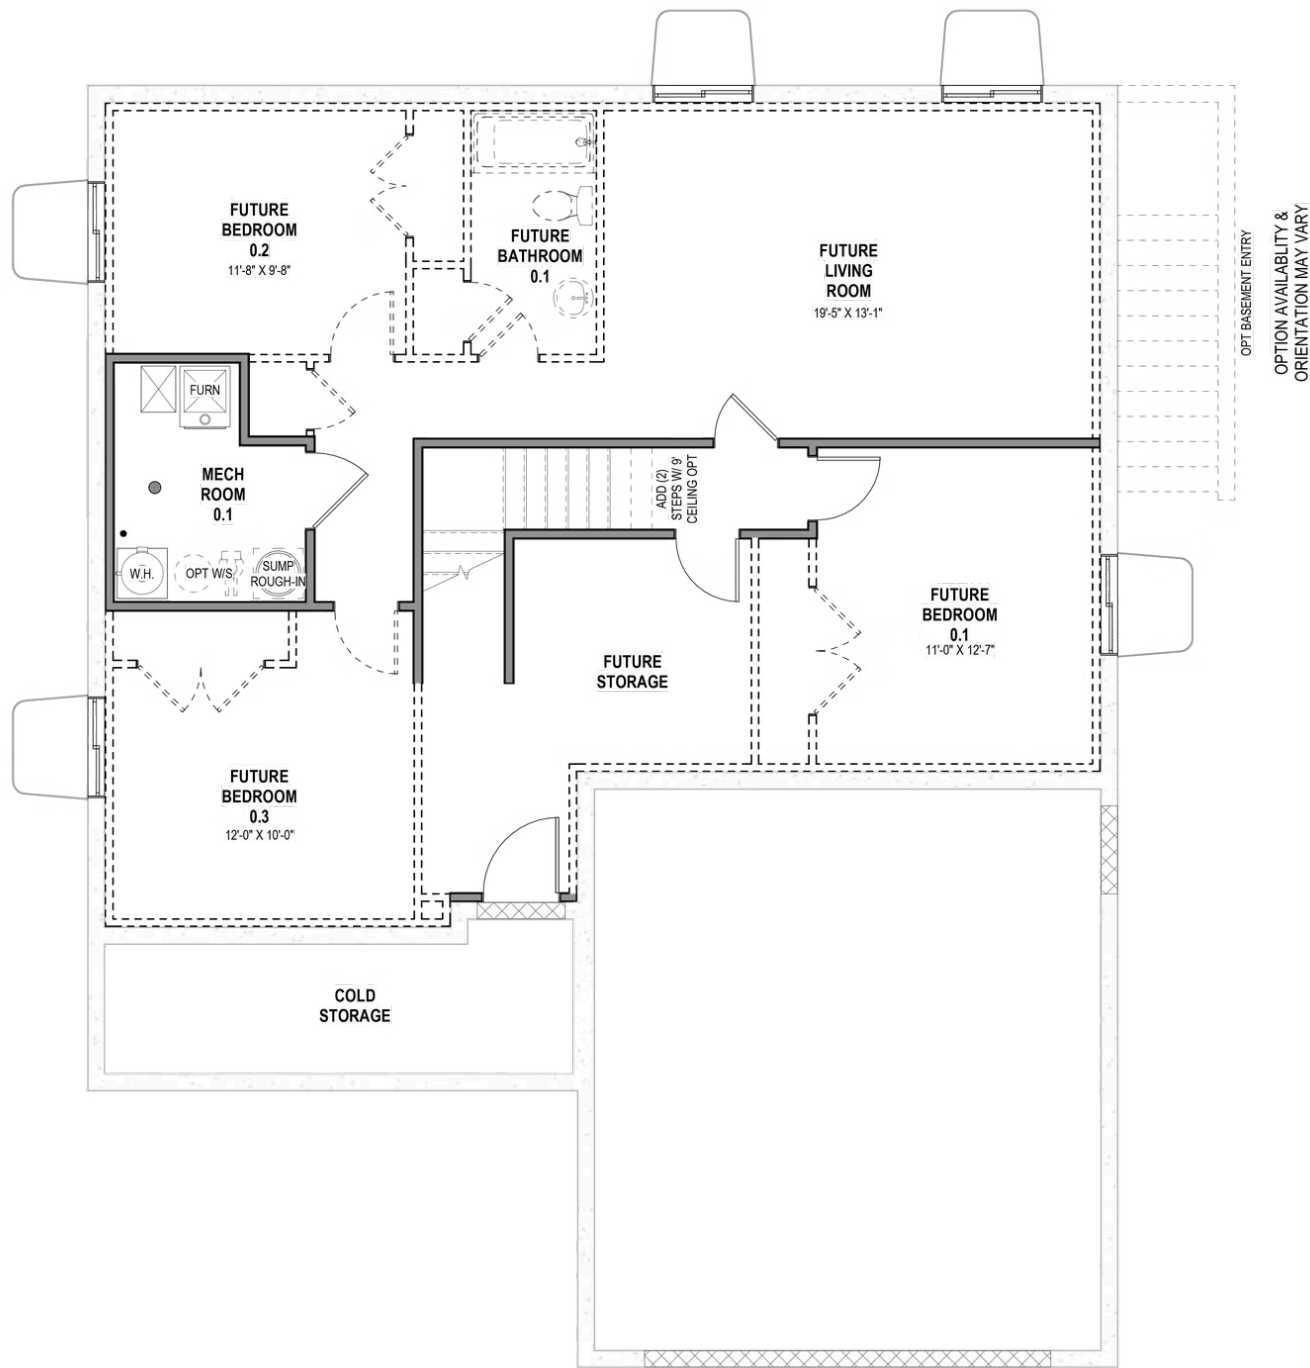 FUTURE
BEDROOM
0.2
11'-8" X 9'-8"
FUTURE
BATHROOM
0.1
FUTURE
LIVING
ROOM
19'-5" X 13'-1"
OPT BASEMENT ENTRY
OPTION AVAILABLITY &
ORIENTATION MAY VARY
FURN
MECH
ROOM
0.1
W.H.
OPT W/S
SUMP
ROUGH-IN
ADD (2)
STEPS W/ 9'
CEILING OPT
FUTURE
BEDROOM
0.1
11'-0" X 12'-7"
FUTURE
STORAGE
FUTURE
BEDROOM
0.3
12'-0" X 10'-0"
COLD
STORAGE